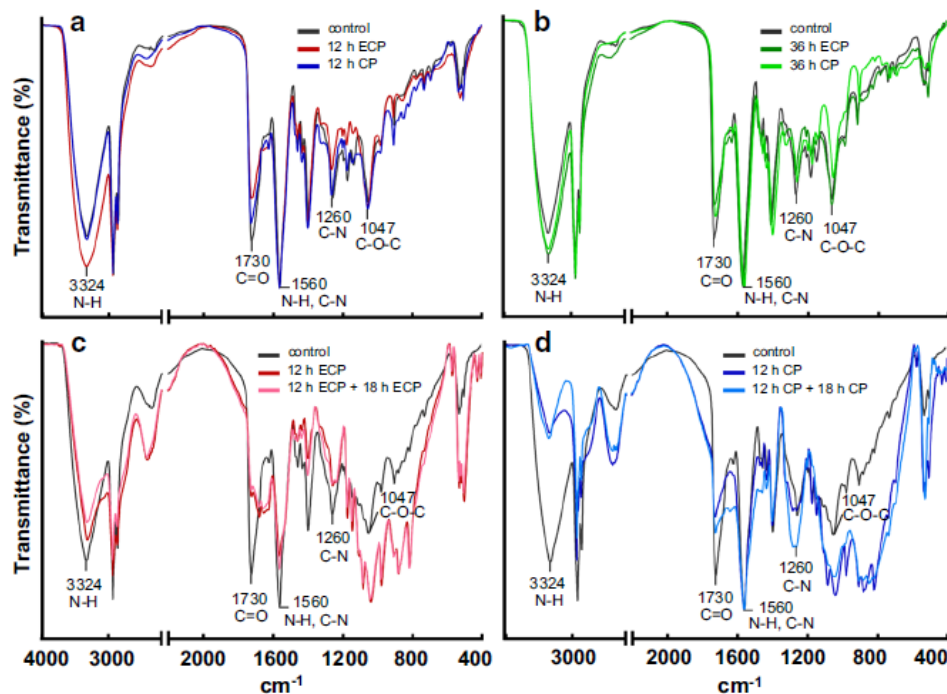 a
control
12 h ECP
12 h CP
Transmittance (%)
3324
N-H
1730
C=O
1560
N-H, C-N
1260
C-N
1047
C-O-C
b
control
36 h ECP
36 h CP
3324
N-H
1730
C=O
1560
N-H, C-N
1260
C-N
1047
C-O-C
c
control
12 h ECP
12 h ECP + 18 h ECP
Transmittance (%)
3324
N-H
1730
C=O
1560
N-H, C-N
1260
C-N
1047
C-O-C
4000 3000 2000 1600 1200 800 400
cm⁻¹
d
control
12 h CP
12 h CP + 18 h CP
3324
N-H
1730
C=O
1560
N-H, C-N
1260
C-N
1047
C-O-C
3000 2000 1600 1200 800 400
cm⁻¹